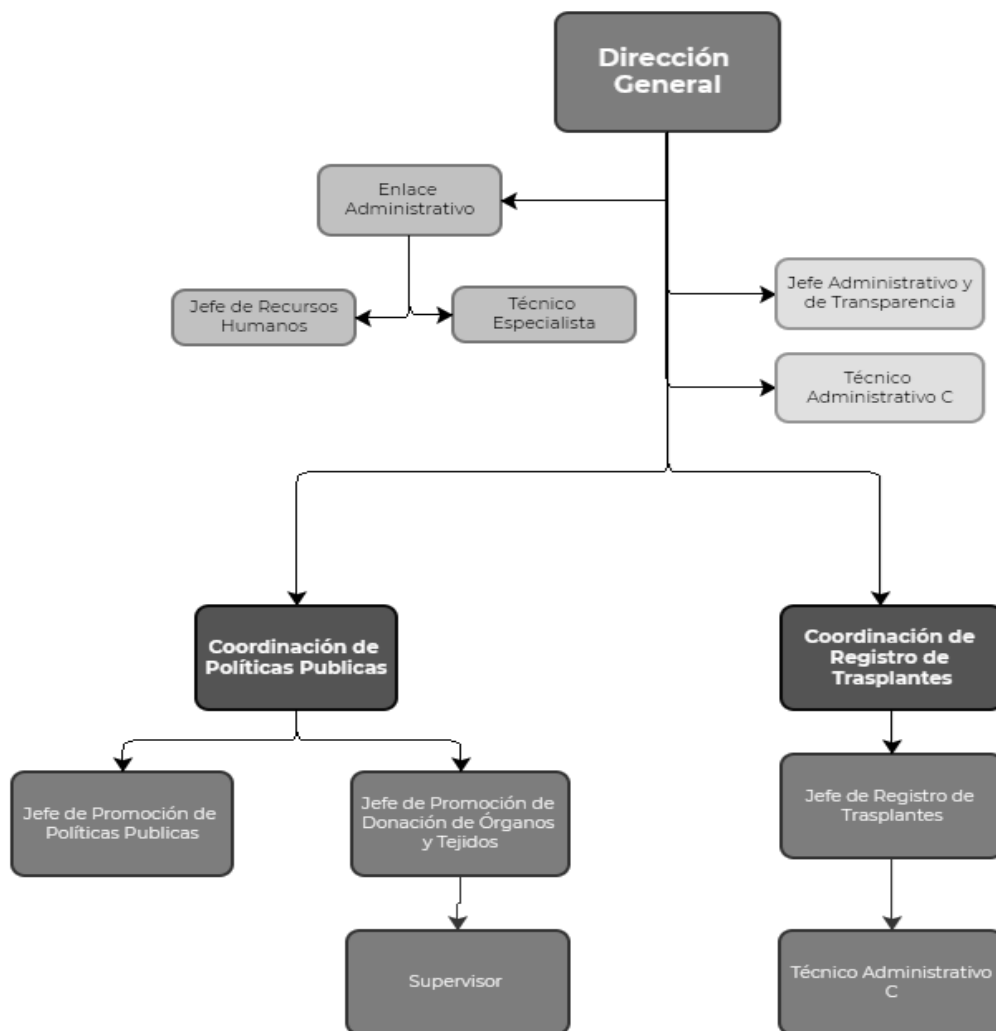 Dirección
General
Enlace
Administrativo
Jefe de Recursos
Humanos
Técnico
Especialista
Jefe Administrativo y
de Transparencia
Técnico
Administrativo C
Coordinación de
Políticas Publicas
Coordinación de
Registro de
Trasplantes
Jefe de Promoción de
Políticas Publicas
Jefe de Promoción de
Donación de Órganos
y Tejidos
Jefe de Registro de
Trasplantes
Supervisor
Técnico Administrativo
C